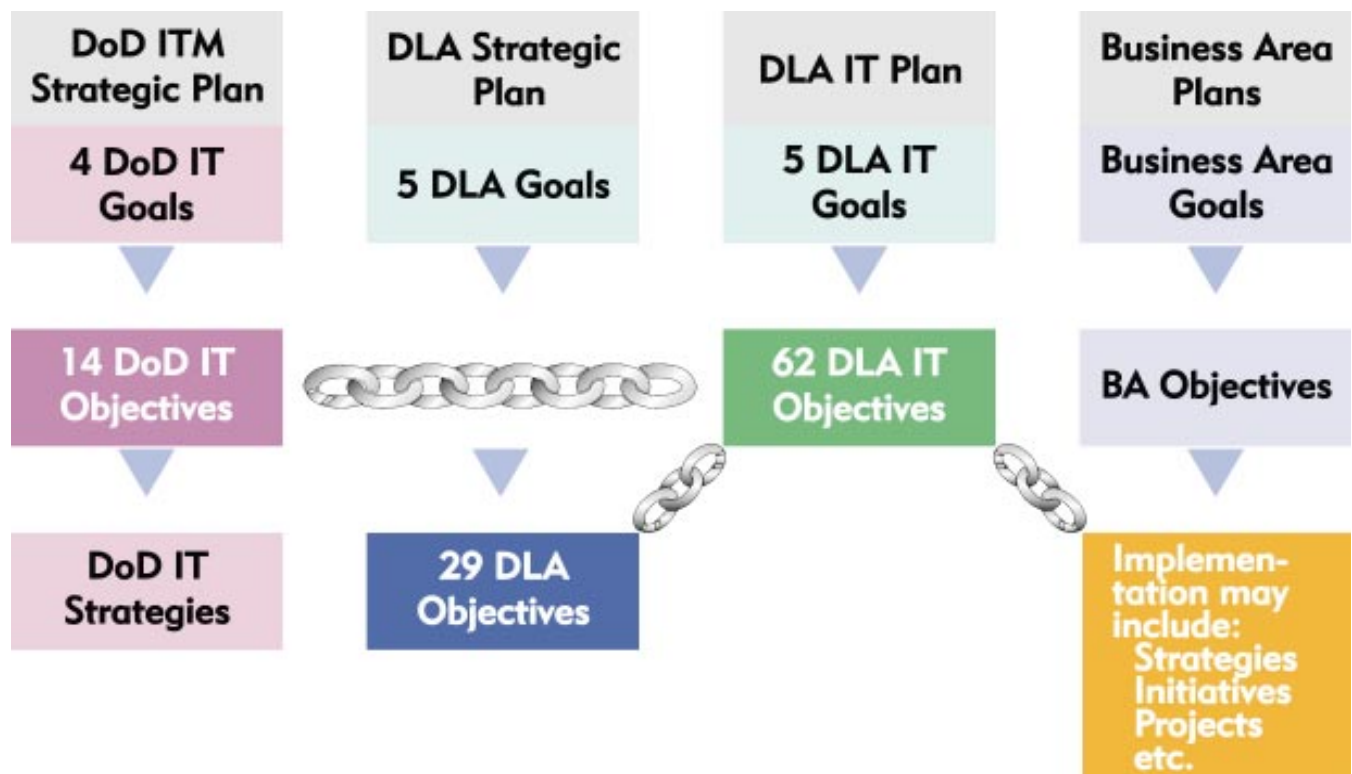 DoD ITM
Strategic Plan
DLA Strategic
Plan
DLA IT Plan
Business Area
Plans
4 DoD IT
Goals
5 DLA Goals
5 DLA IT
Goals
Business Area
Goals
14 DoD IT
Objectives
62 DLA IT
Objectives
BA Objectives
DoD IT
Strategies
29 DLA
Objectives
Implemen-
tation may
include:
Strategies
Initiatives
Projects
etc.